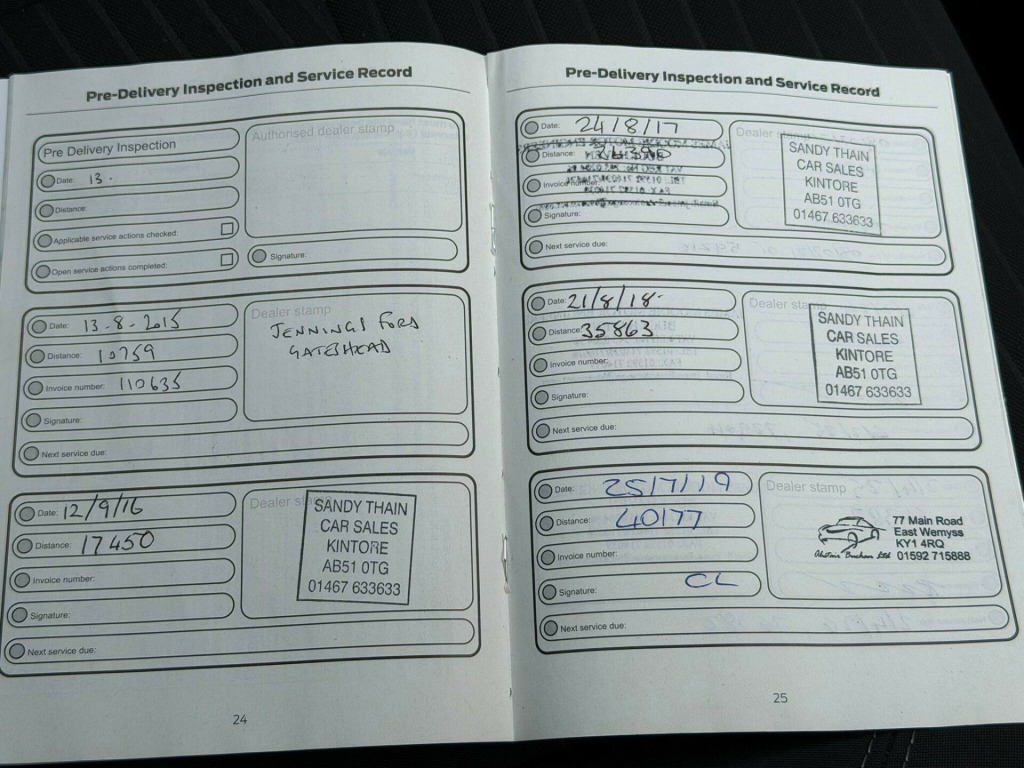 Pre-Delivery Inspection and Service Record
Pre Delivery Inspection
Date: 13.
Distance:
Applicable service actions checked:
Open service actions completed:
Authorised dealer stamp
Signature:
Date: 13-8-2015
Distance: 10759
Invoice number: 110635
Signature:
Next service due:
Dealer stamp
JENNINGS FORD
GATESHEAD
Date: 12/9/16
Distance: 17450
Invoice number:
Signature:
Next service due:
Dealer stamp
SANDY THAIN
CAR SALES
KINTORE
AB51 0TG
01467 633633
24
Pre-Delivery Inspection and Service Record
Date: 24/8/17
Distance:
Invoice number:
Signature:
Next service due:
Dealer stamp
SANDY THAIN
CAR SALES
KINTORE
AB51 0TG
01467 633633
Date: 21/8/18
Distance: 35863
Invoice number:
Signature:
Next service due:
Dealer stamp
SANDY THAIN
CAR SALES
KINTORE
AB51 0TG
01467 633633
Date: 25/7/19
Distance: 40177
Invoice number:
Signature: CL
Next service due:
Dealer stamp
77 Main Road
East Wemyss
KY1 4RQ
Alistair Buchan Ltd 01592 715888
25